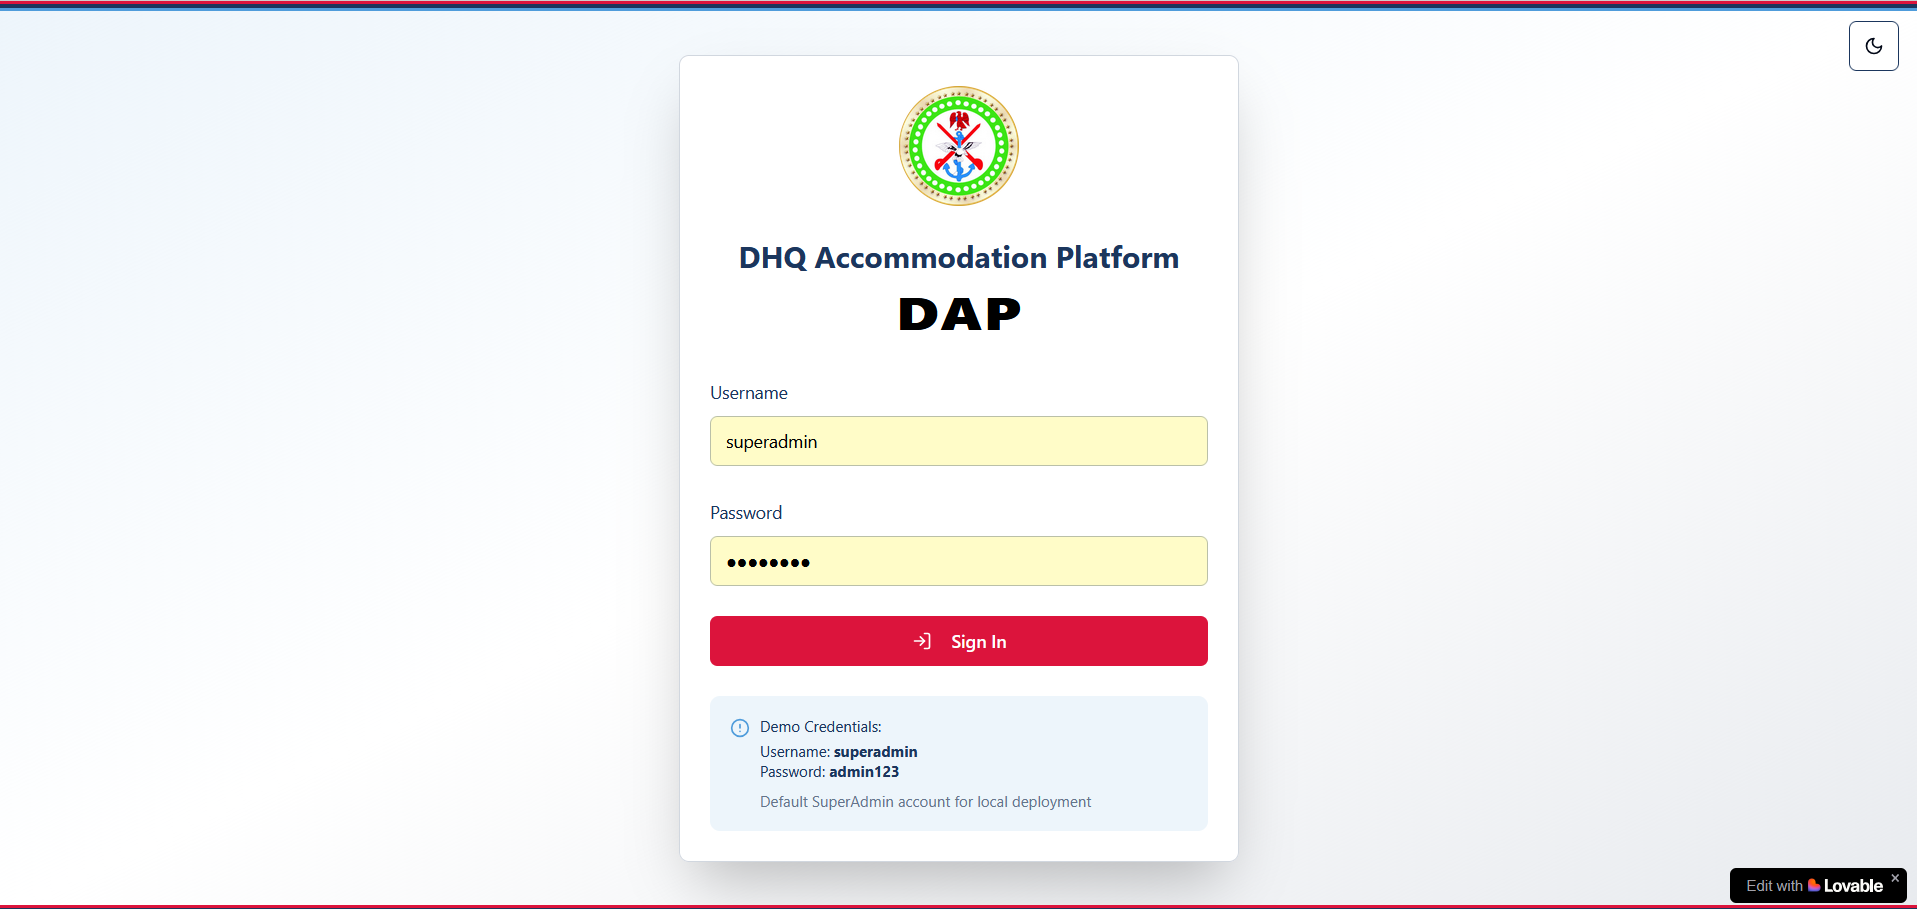 DHQ Accommodation Platform
DAP
Username
superadmin
Password
Sign In
Demo Credentials:
Username: superadmin
Password: admin123
Default SuperAdmin account for local deployment
Edit with Lovable